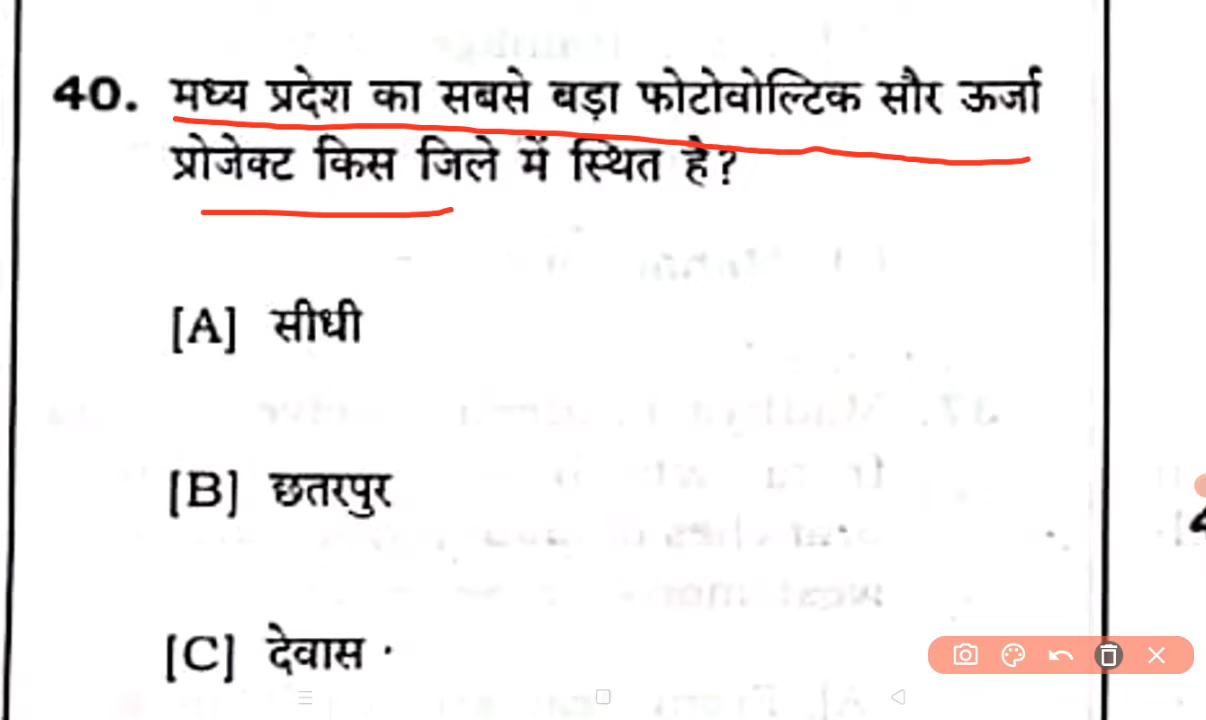 40. मध्य प्रदेश का सबसे बड़ा फोटोवोल्टिक सौर ऊर्जा
प्रोजेक्ट किस जिले में स्थित है?
[A] सीधी
[B] छतरपुर
[C] देवास